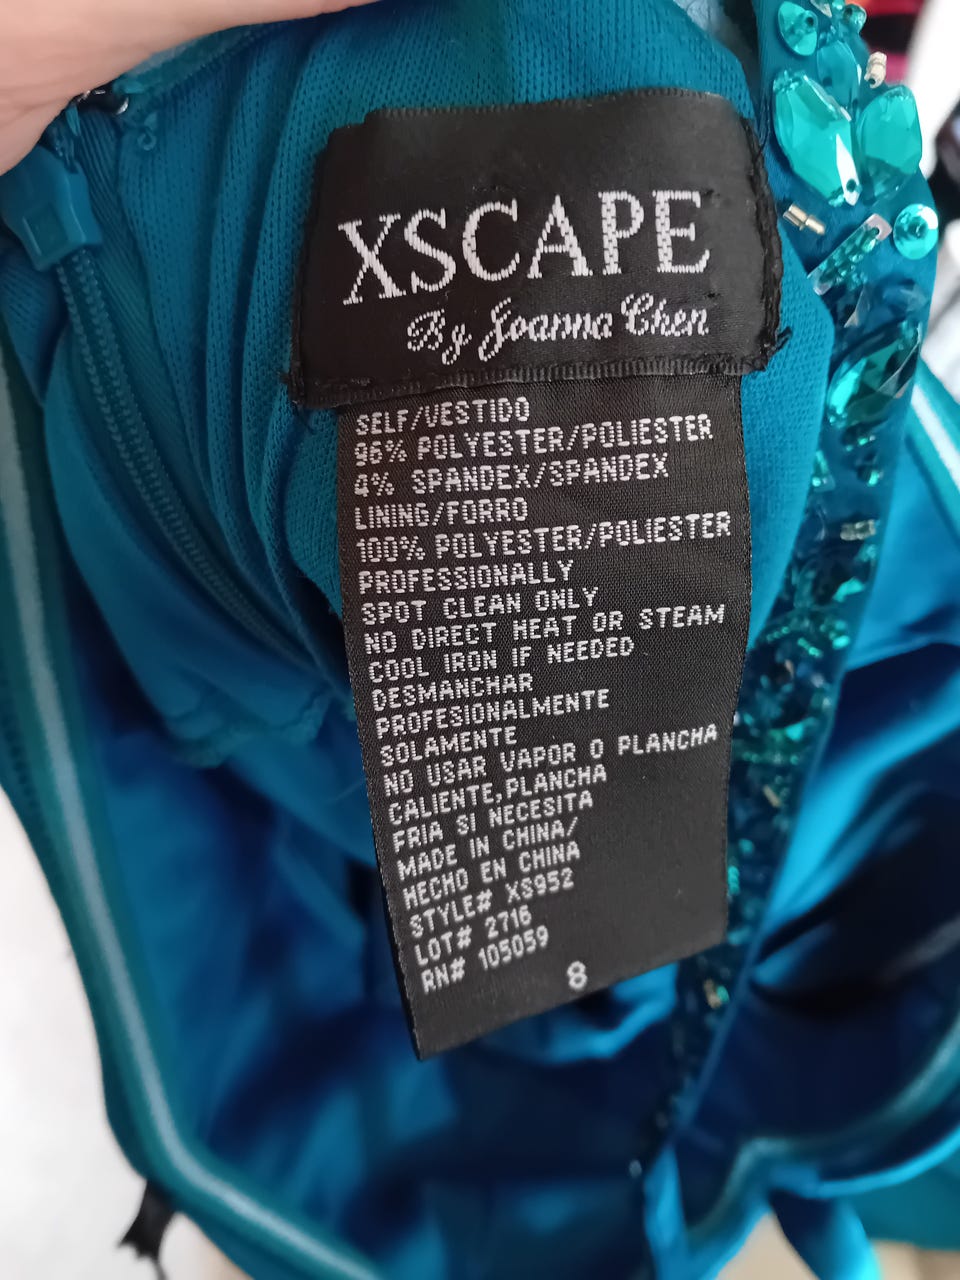 XSCAPE
By Joanna Chen
SELF/VESTIDO
96% POLYESTER/POLIESTER
4% SPANDEX/SPANDEX
LINING/FORRO
100% POLYESTER/POLIESTER
PROFESSIONALLY
SPOT CLEAN ONLY
NO DIRECT HEAT OR STEAM
COOL IRON IF NEEDED
DESMANCHAR
PROFESIONALMENTE
SOLAMENTE
NO USAR VAPOR O PLANCHA
CALIENTE,PLANCHA
FRIA SI NECESITA
MADE IN CHINA/
HECHO EN CHINA
STYLE# XS952
LOT# 2716
RN# 105059
8